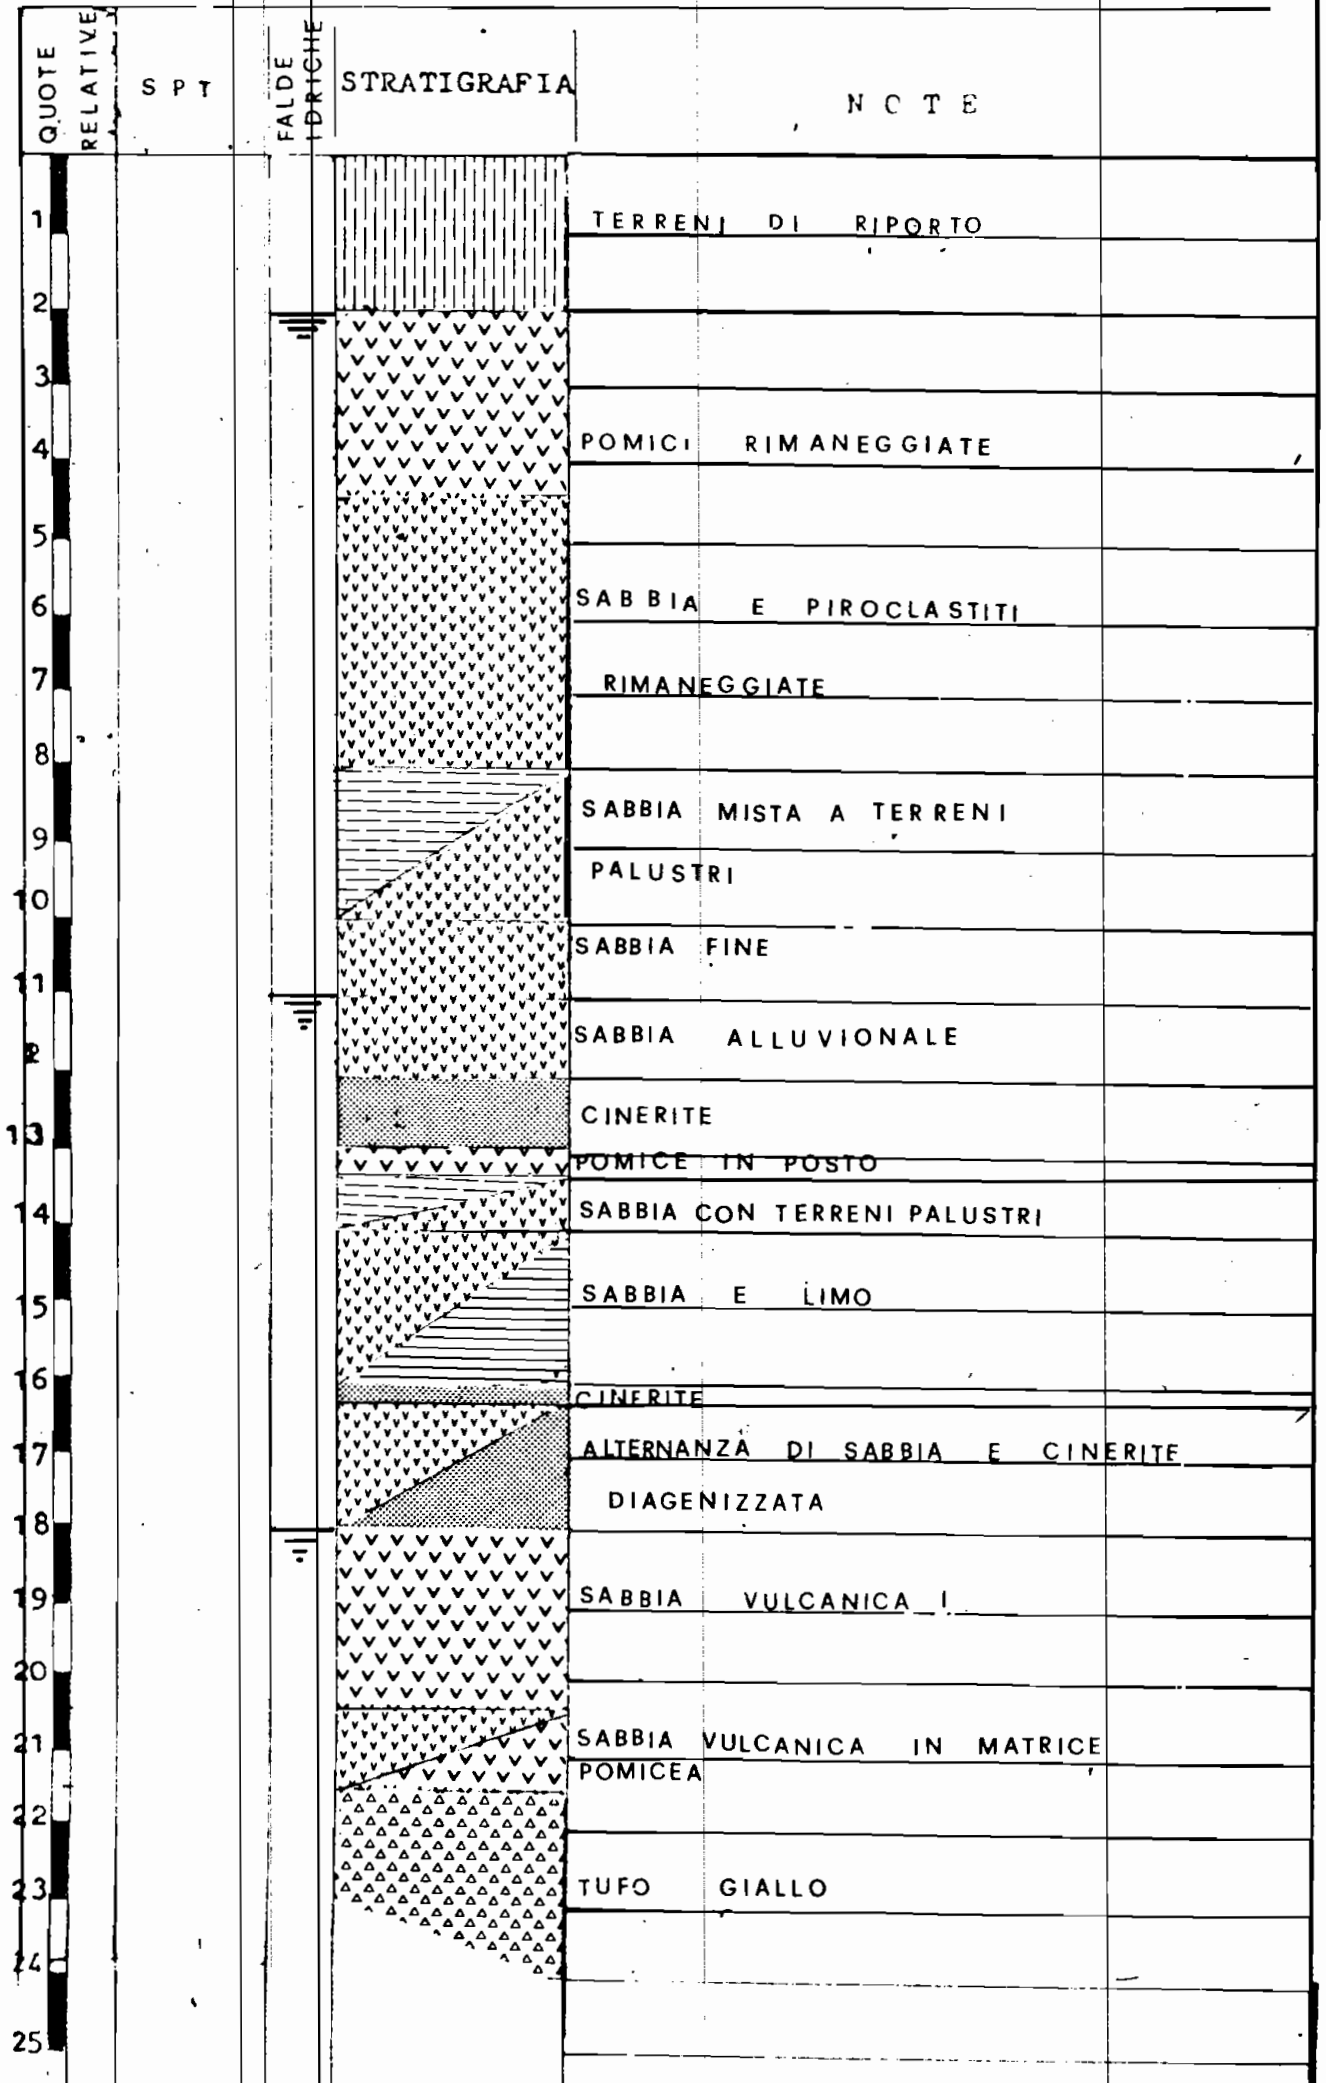 QUOTE RELATIVE
SPT
FALDE IDRICHE
STRATIGRAFIA
NOTE
1
TERRENI DI RIPORTO
2
3
4
POMICI RIMANEGGIATE
5
6
SABBIA E PIROCLASTITI
7
RIMANEGGIATE
8
SABBIA MISTA A TERRENI
9
PALUSTRI
10
SABBIA FINE
11
SABBIA ALLUVIONALE
CINERITE
13
POMICE IN POSTO
14
SABBIA CON TERRENI PALUSTRI
15
SABBIA E LIMO
16
CINERITE
17
ALTERNANZA DI SABBIA E CINERITE
DIAGENIZZATA
18
19
SABBIA VULCANICA
20
21
SABBIA VULCANICA IN MATRICE
POMICEA
22
23
TUFO GIALLO
24
25